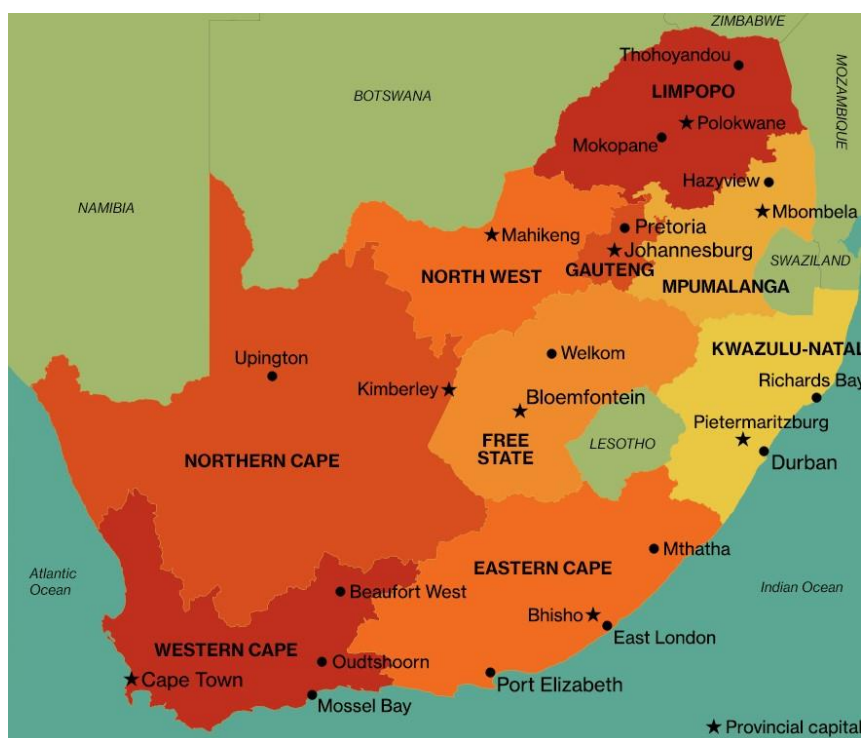 ZIMBABWE
Thohoyandou
LIMPOPO
BOTSWANA
MOZAMBIQUE
Polokwane
Mokopane
Hazyview
NAMIBIA
Mbombela
Pretoria
Mahikeng
Johannesburg
SWAZILAND
GAUTENG
NORTH WEST
MPUMALANGA
KWAZULU-NATAL
Welkom
Upington
Richards Bay
Kimberley
Bloemfontein
Pietermaritzburg
FREE
STATE
LESOTHO
Durban
NORTHERN CAPE
Mthatha
EASTERN CAPE
Atlantic
Ocean
Indian Ocean
Beaufort West
Bhisho
East London
WESTERN CAPE
Oudtshoorn
Cape Town
Port Elizabeth
Mossel Bay
Provincial capital